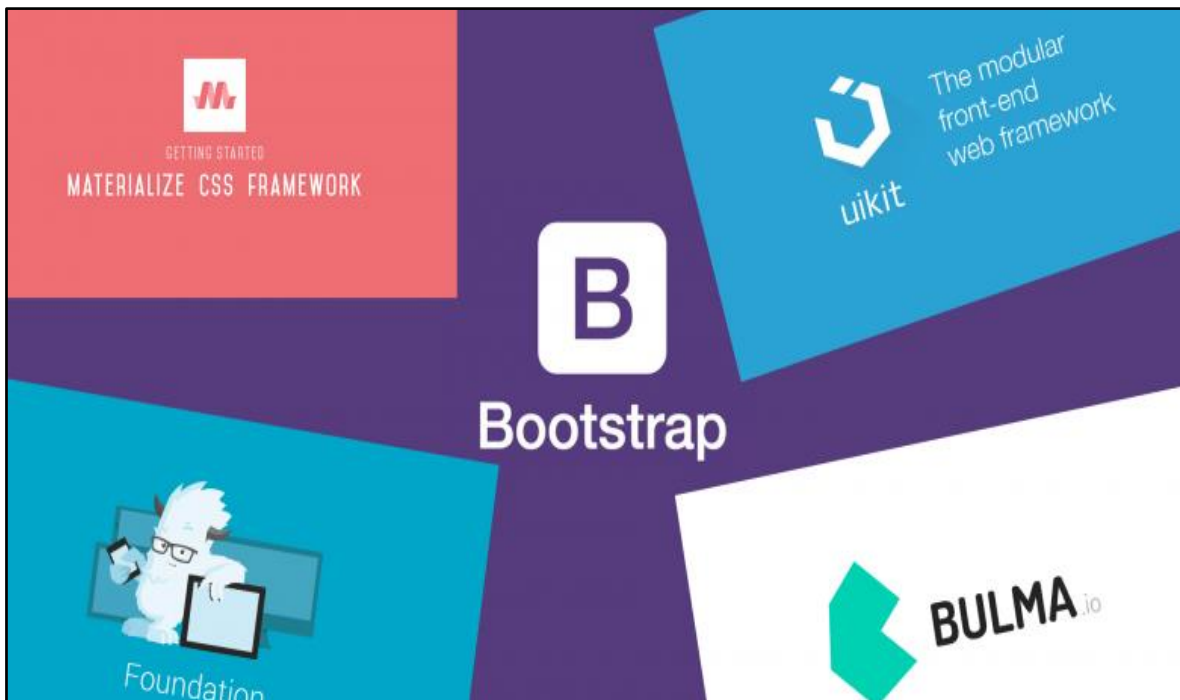 GETTING STARTED
MATERIALIZE CSS FRAMEWORK
uikit
The modular
front-end
web framework
B
Bootstrap
Foundation
BULMA.io